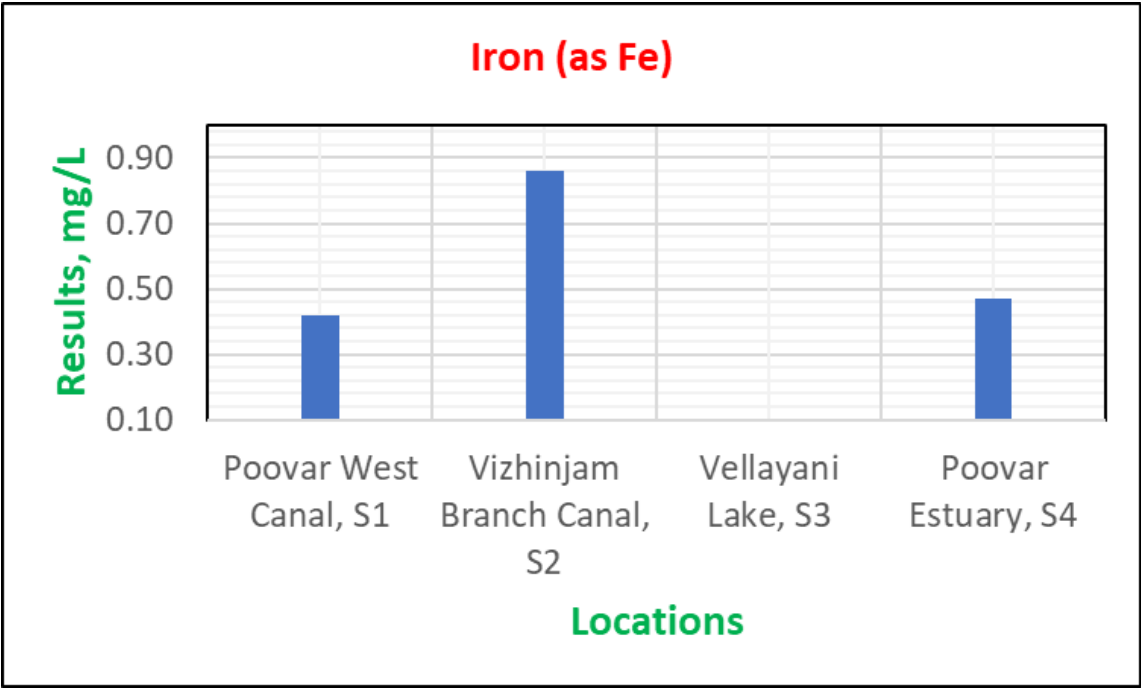 Iron (as Fe)
Results, mg/L
0.90
0.70
0.50
0.30
0.10
Poovar West
Canal, S1
Vizhinjam
Branch Canal,
S2
Vellayani
Lake, S3
Poovar
Estuary, S4
Locations